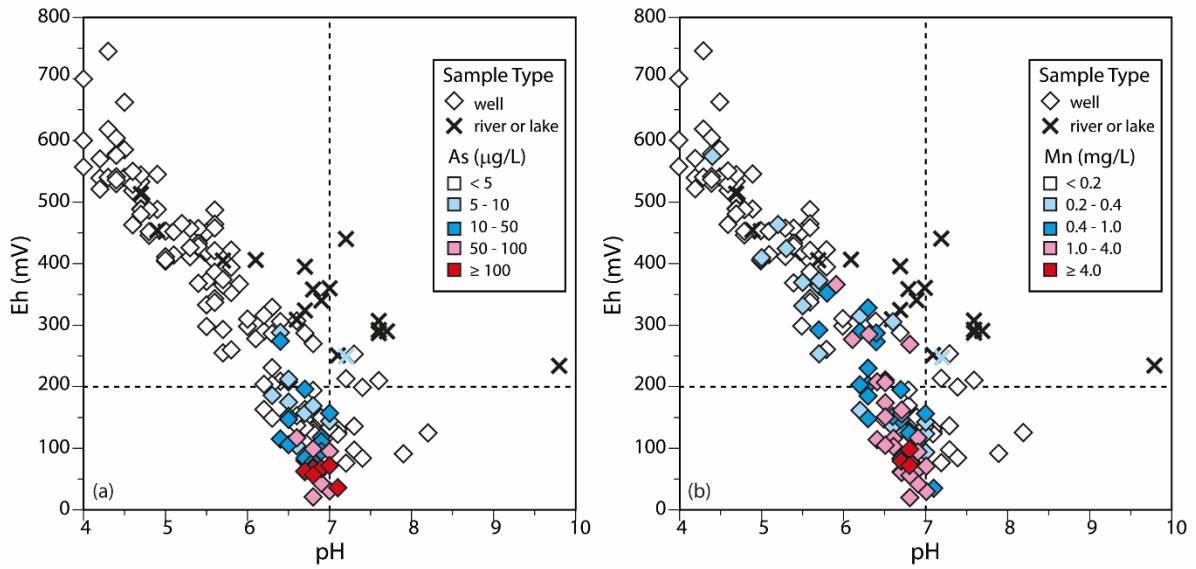 800
700
600
500
400
300
200
100
0
Eh (mV)
4
5
6
7
8
9
10
pH
(a)
Sample Type
well
river or lake
As (μg/L)
< 5
5 - 10
10 - 50
50 - 100
≥ 100
800
700
600
500
400
300
200
100
0
Eh (mV)
4
5
6
7
8
9
10
pH
(b)
Sample Type
well
river or lake
Mn (mg/L)
< 0.2
0.2 - 0.4
0.4 - 1.0
1.0 - 4.0
≥ 4.0